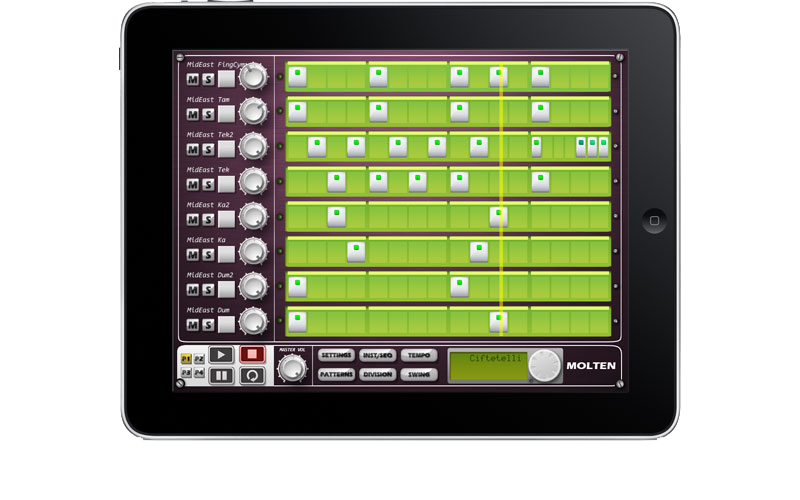 MidEast FingCym
M S
MidEast Tam
M S
MidEast Tek2
M S
MidEast Tek
M S
MidEast Ka2
M S
MidEast Ka
M S
MidEast Dum2
M S
MidEast Dum
M S
P1 P2
P3 P4
MASTER VOL
SETTINGS INST/SEQ TEMPO
PATTERNS DIVISION SWING
Ciftetelli
MOLTEN